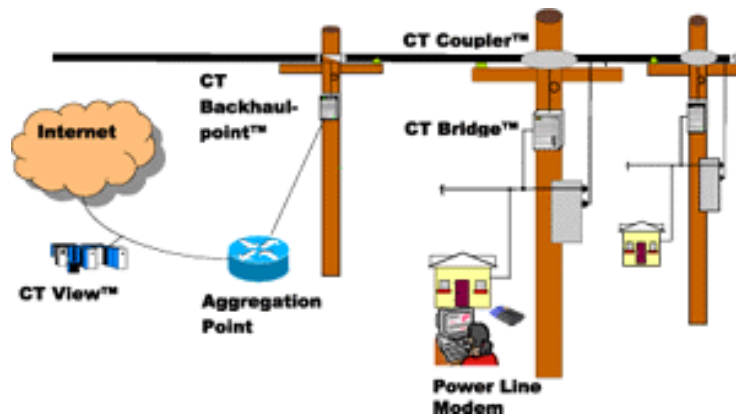 CT Coupler™
CT
Backhaul-
point™
Internet
CT Bridge™
CT View™
Aggregation
Point
Power Line
Modem